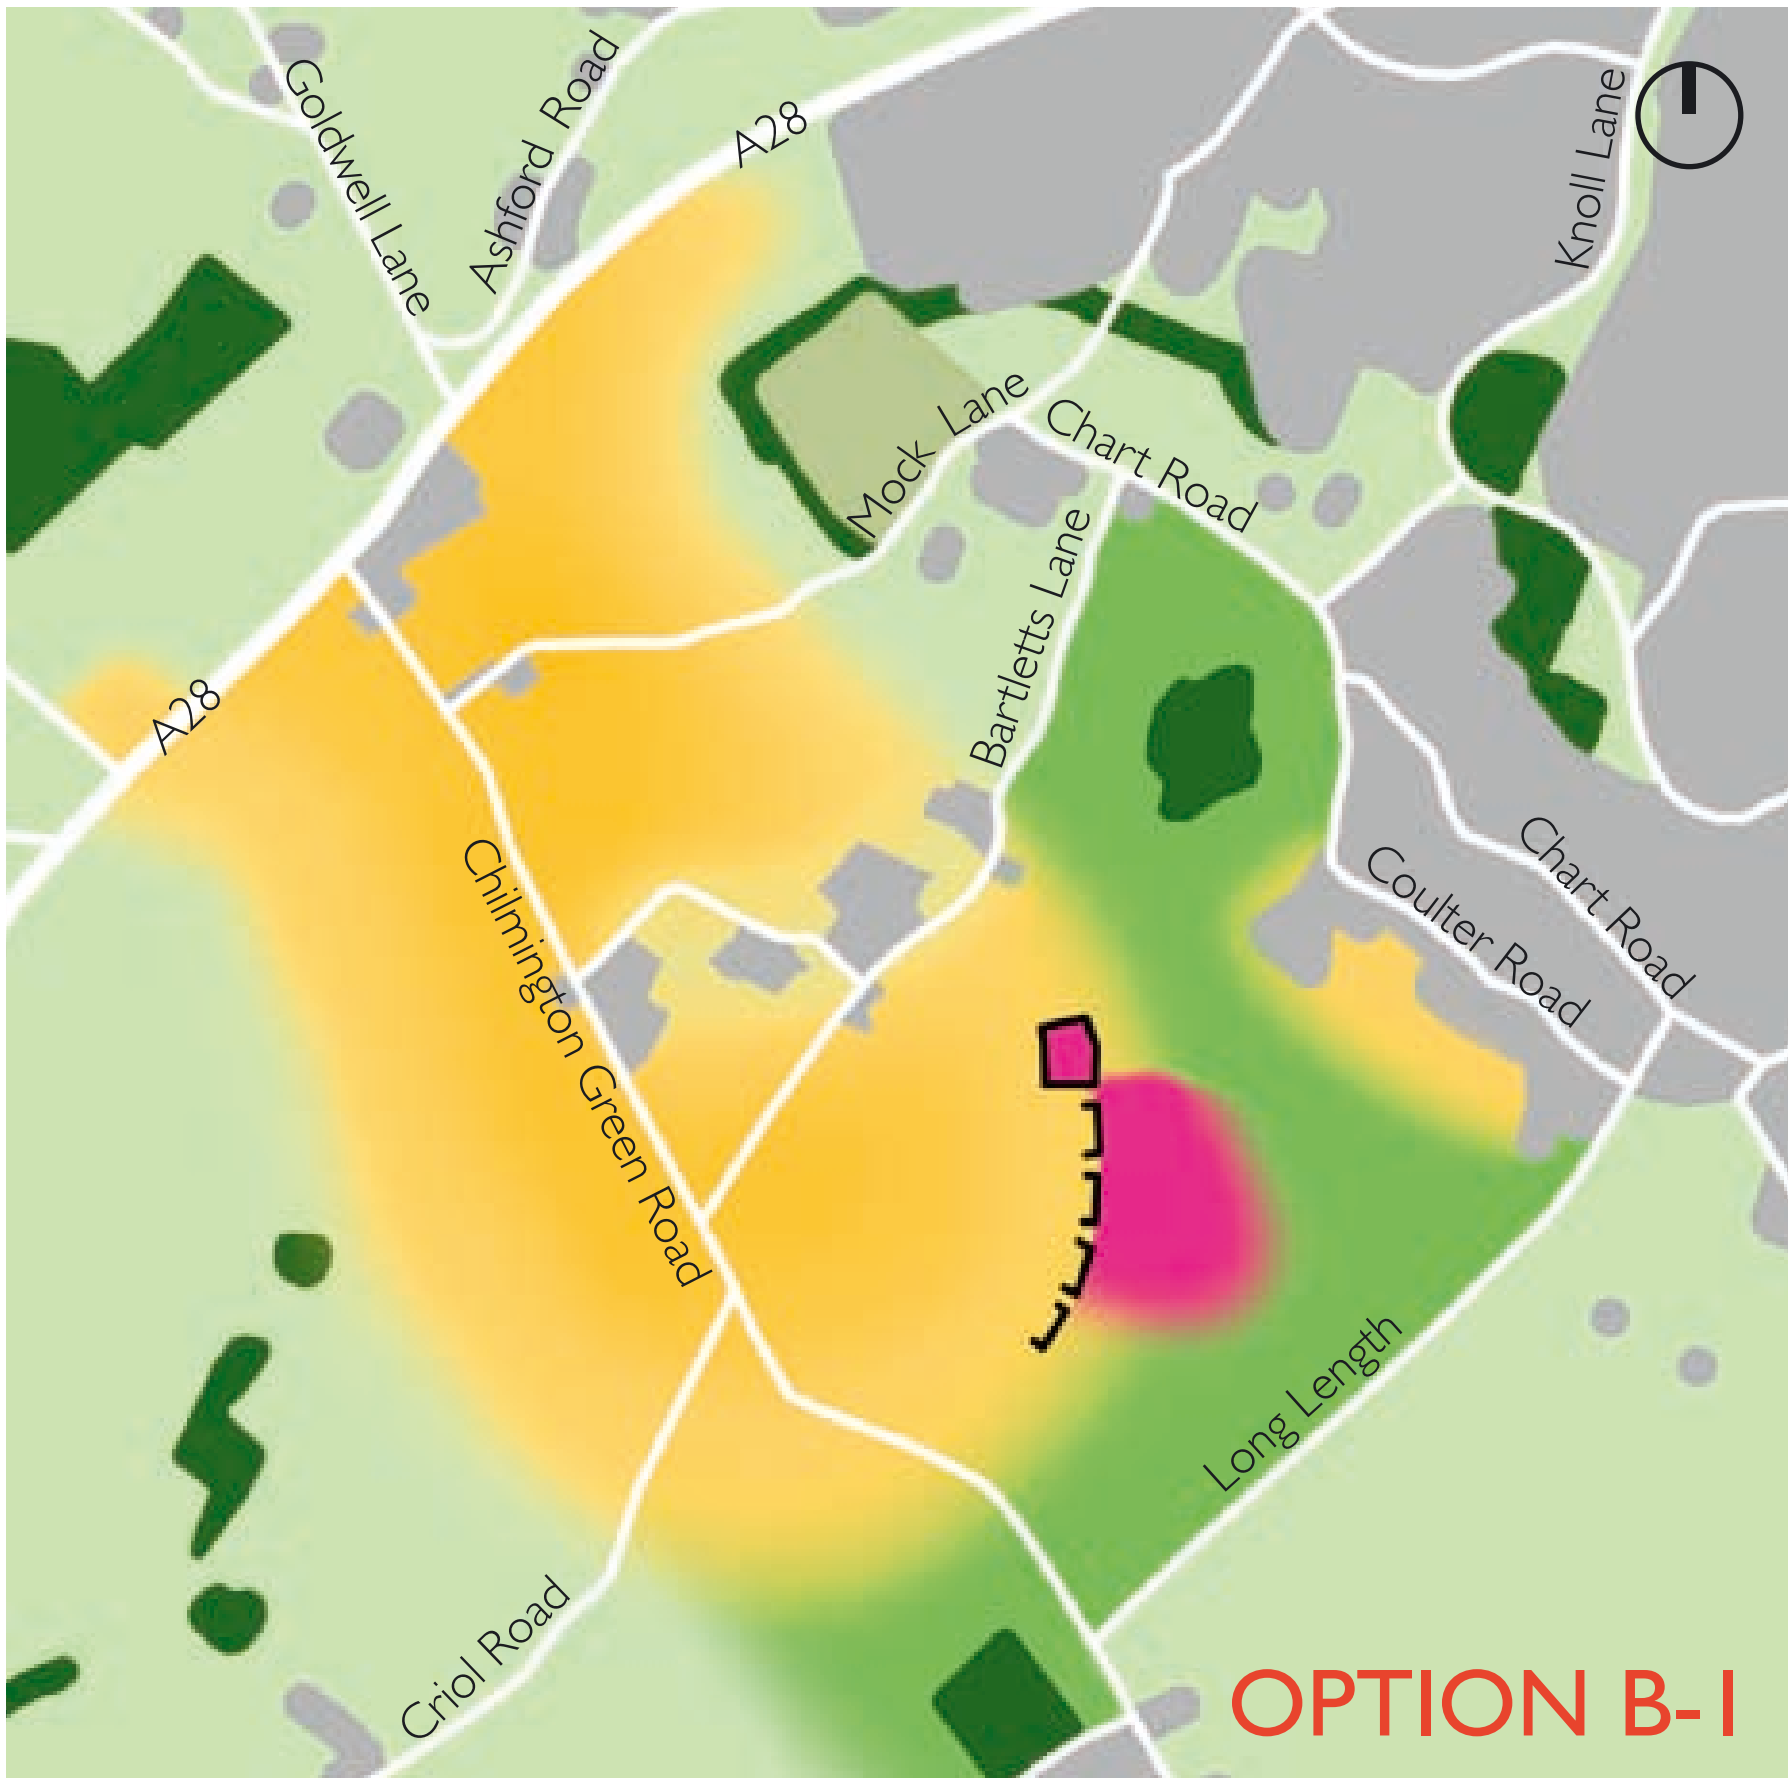 Goldwell Lane
Ashford Road
A28
Knoll Lane
Mock Lane
Chart Road
Bartletts Lane
A28
Chilmington Green Road
Coulter Road
Chart Road
Long Length
Criol Road
OPTION B-1